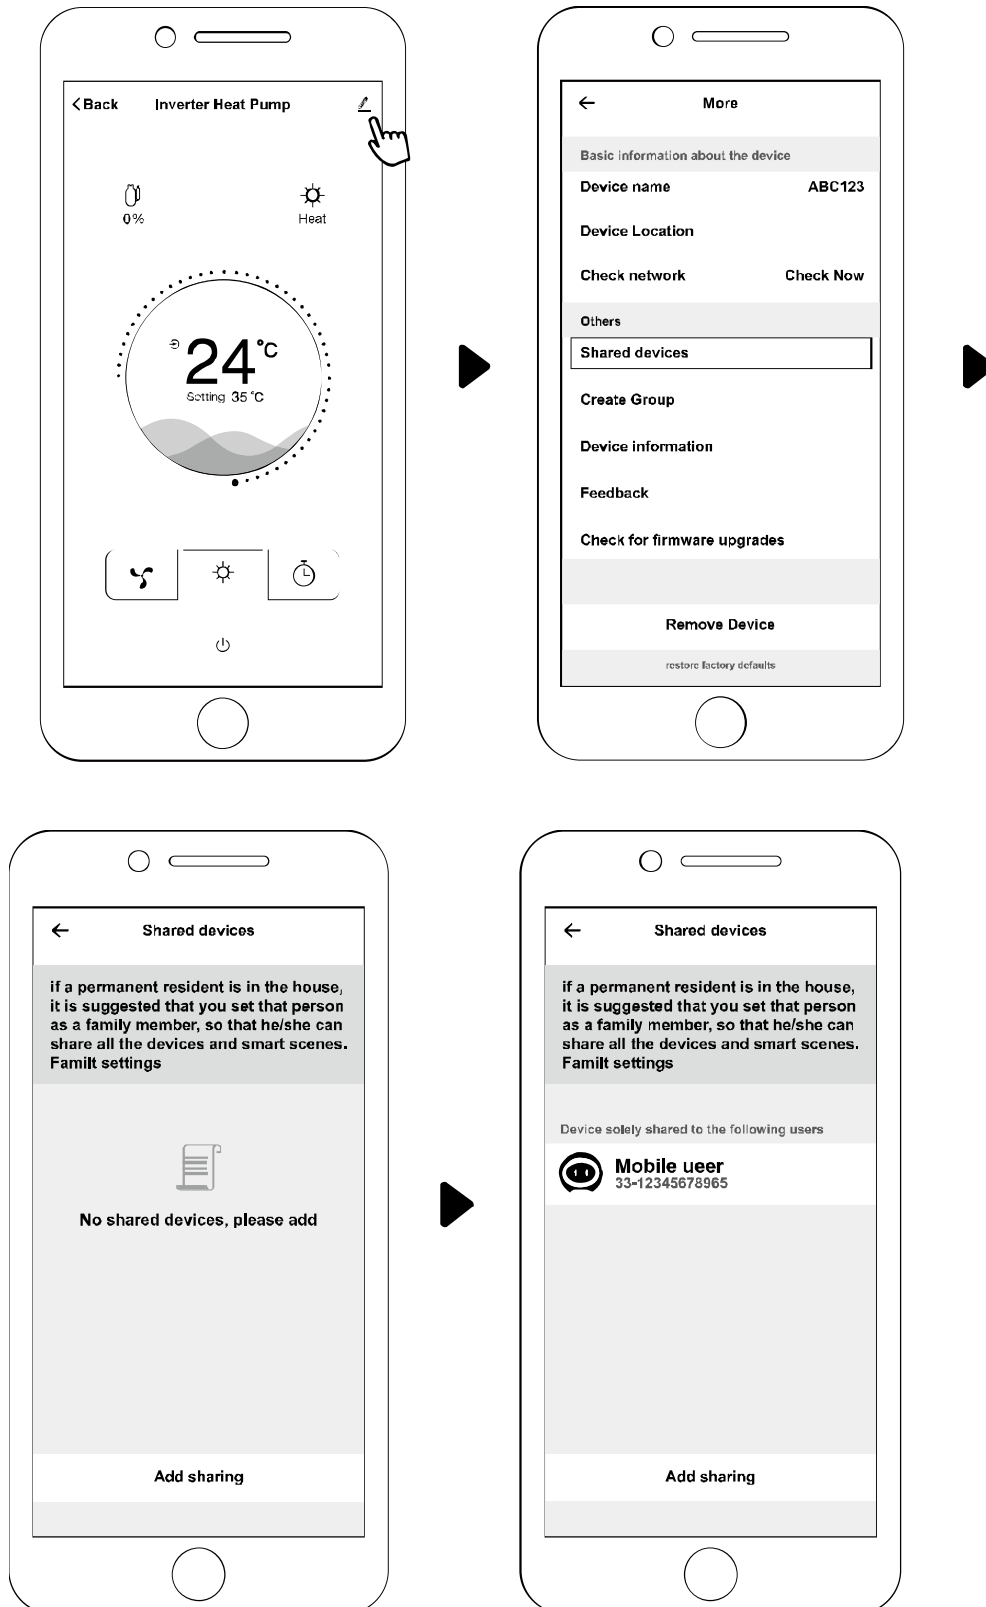 Back Inverter Heat Pump
0%
Heat
24°C
Setting 35°C
More
Basic information about the device
Device name ABC123
Device Location
Check network Check Now
Others
Shared devices
Create Group
Device information
Feedback
Check for firmware upgrades
Remove Device
restore factory defaults
Shared devices
if a permanent resident is in the house,
it is suggested that you set that person
as a family member, so that he/she can
share all the devices and smart scenes.
Familt settings
No shared devices, please add
Add sharing
Shared devices
if a permanent resident is in the house,
it is suggested that you set that person
as a family member, so that he/she can
share all the devices and smart scenes.
Familt settings
Device solely shared to the following users
Mobile ueer
33-12345678965
Add sharing